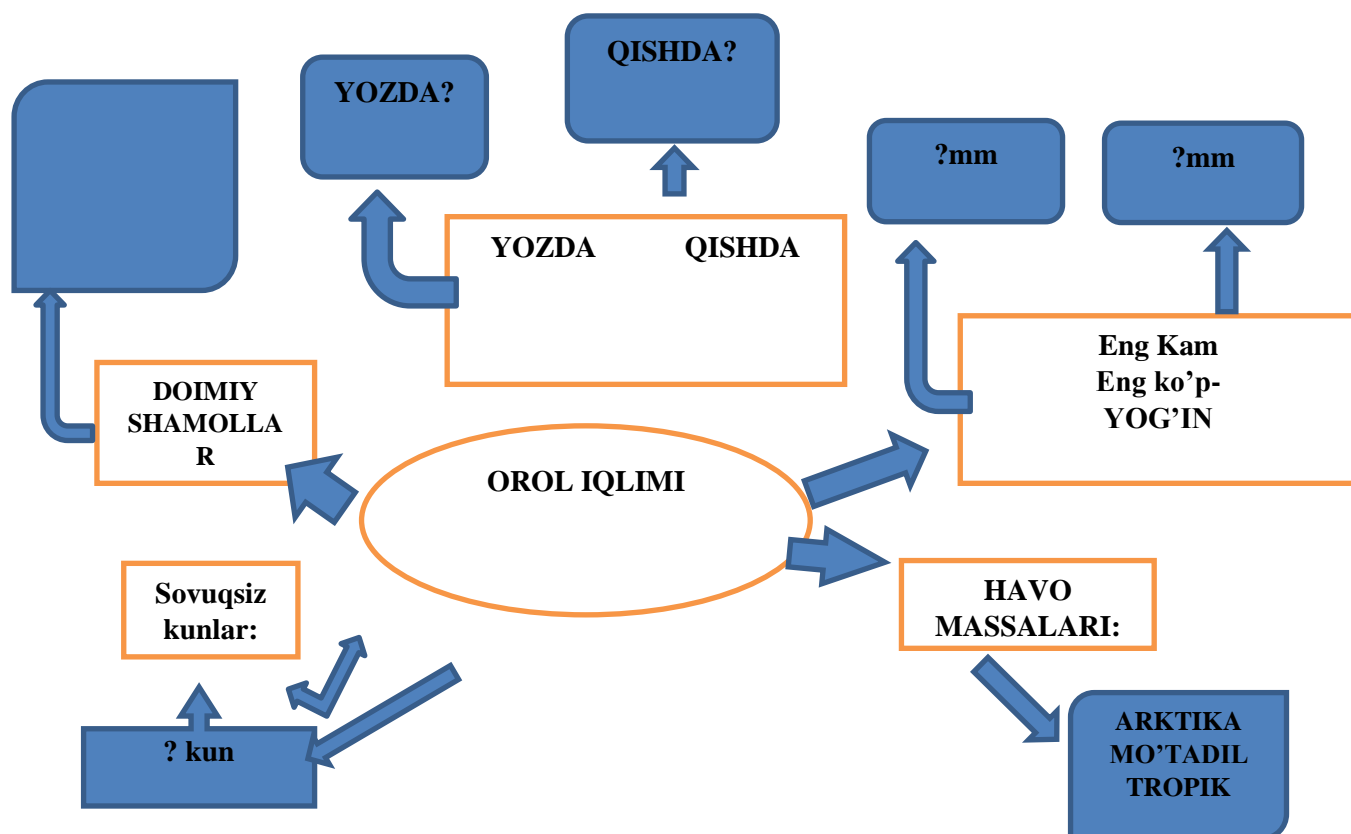 QISHDA?
YOZDA?
?mm
?mm
YOZDA QISHDA
Eng Kam
Eng ko’p-
YOG’IN
DOIMIY
SHAMOLLA
R
OROL IQLIMI
Sovuqsiz
kunlar:
HAVO
MASSALARI:
? kun
ARKTIKA
MO’TADIL
TROPIK